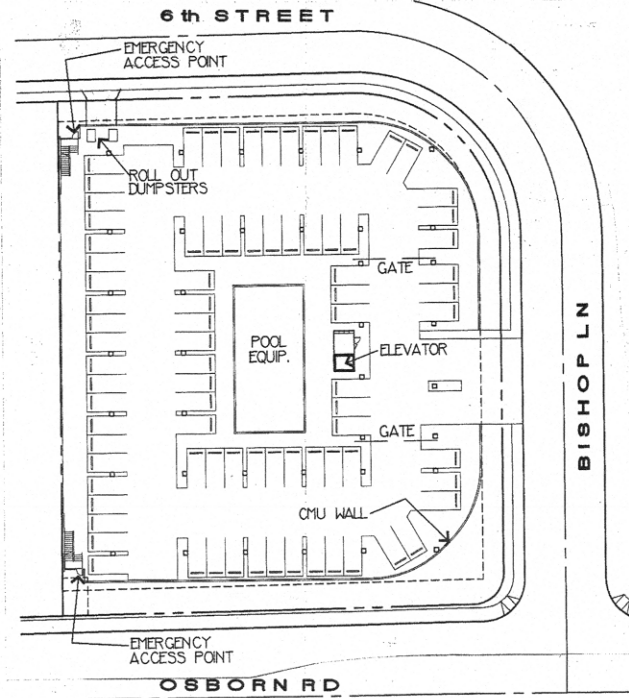 6th STREET
EMERGENCY
ACCESS POINT
ROLL OUT
DUMPSTERS
GATE
POOL
EQUIP.
ELEVATOR
BISHOP LN
GATE
CMU WALL
EMERGENCY
ACCESS POINT
OSBORN RD